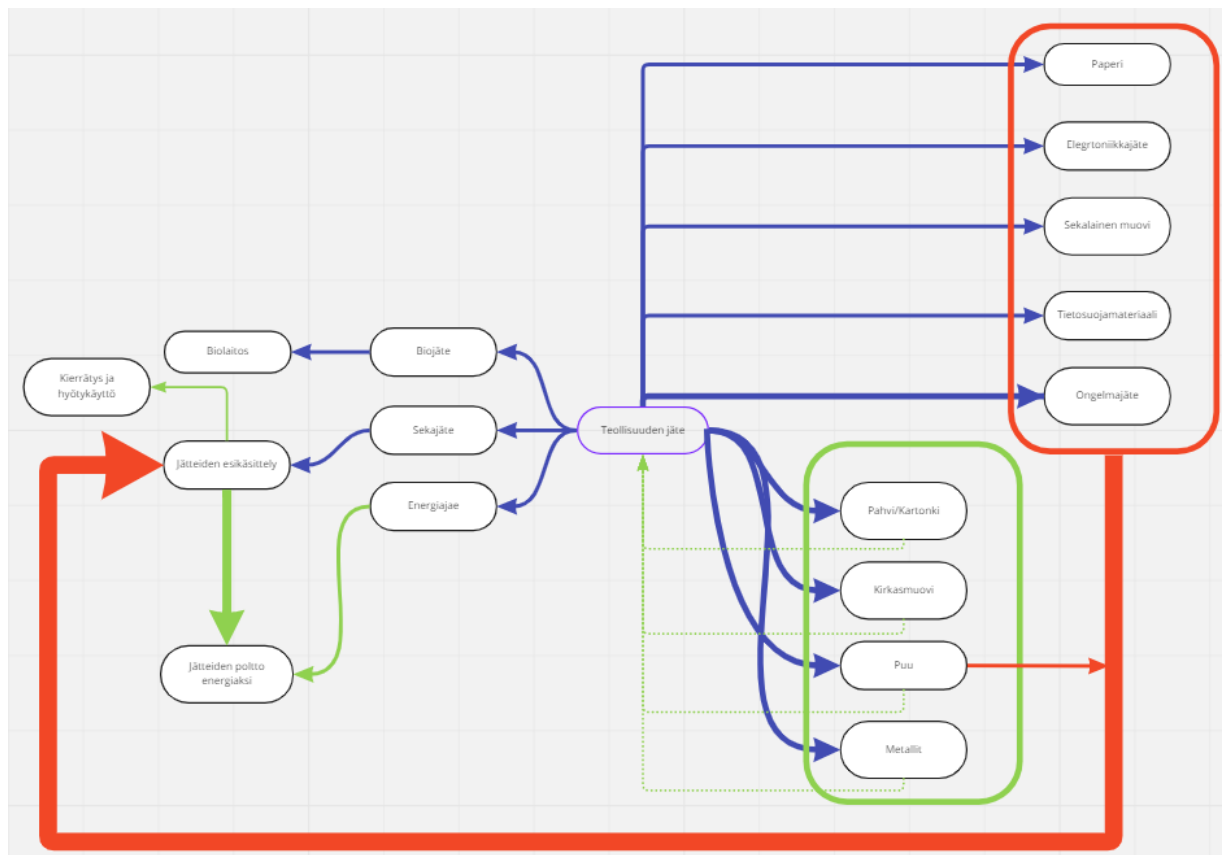 Paperi
Elegrtoniikkajäte
Sekalainen muovi
Tietosuojamateriaali
Ongelmajäte
Biolaitos
Biojäte
Kierrätys ja
hyötykäyttö
Sekajäte
Teollisuuden jäte
Jätteiden esikäsittely
Energiajae
Pahvi/Kartonki
Kirkasmuovi
Puu
Jätteiden poltto
energiaksi
Metallit